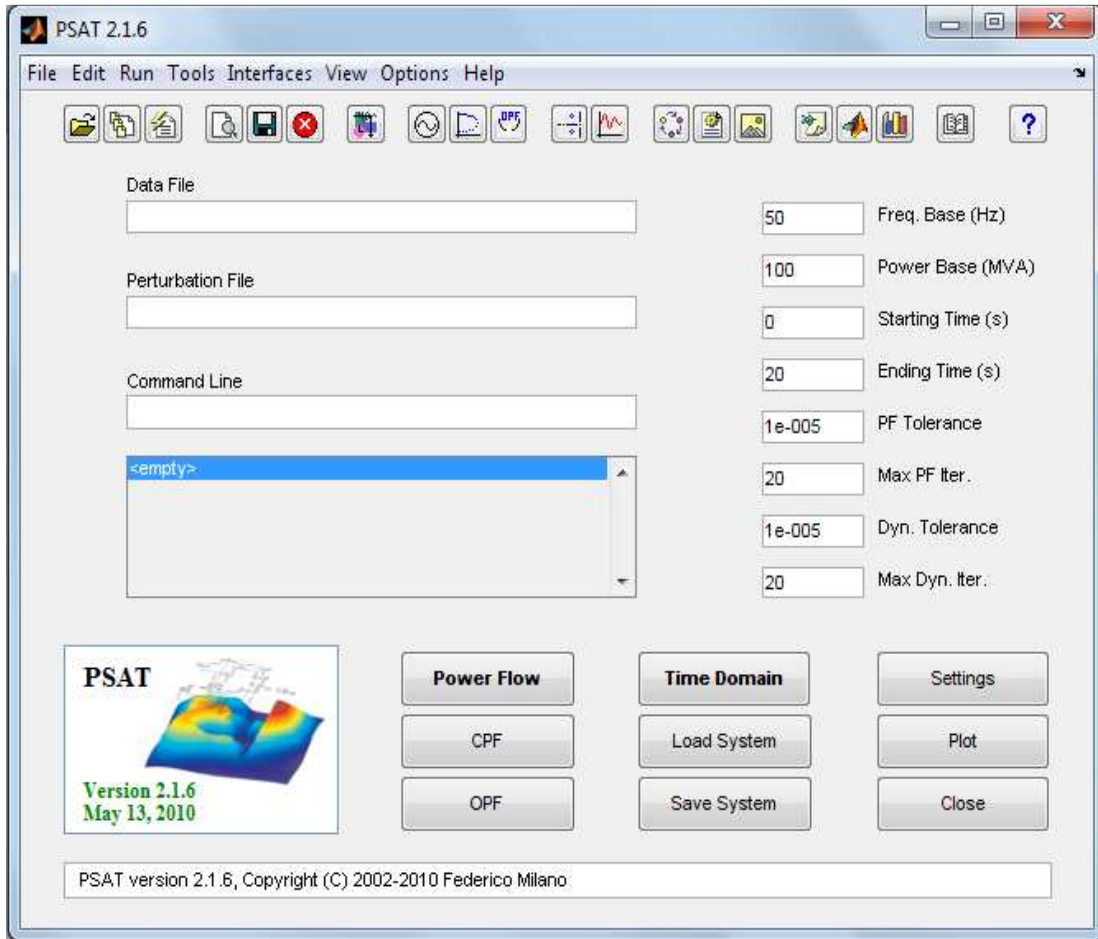 PSAT 2.1.6
File Edit Run Tools Interfaces View Options Help
OPF
?
Data File
50 Freq. Base (Hz)
Perturbation File
100 Power Base (MVA)
0 Starting Time (s)
Command Line
20 Ending Time (s)
1e-005 PF Tolerance
<empty>
20 Max PF Iter.
1e-005 Dyn. Tolerance
20 Max Dyn. Iter.
PSAT
Version 2.1.6
May 13, 2010
Power Flow Time Domain Settings
CPF Load System Plot
OPF Save System Close
PSAT version 2.1.6, Copyright (C) 2002-2010 Federico Milano